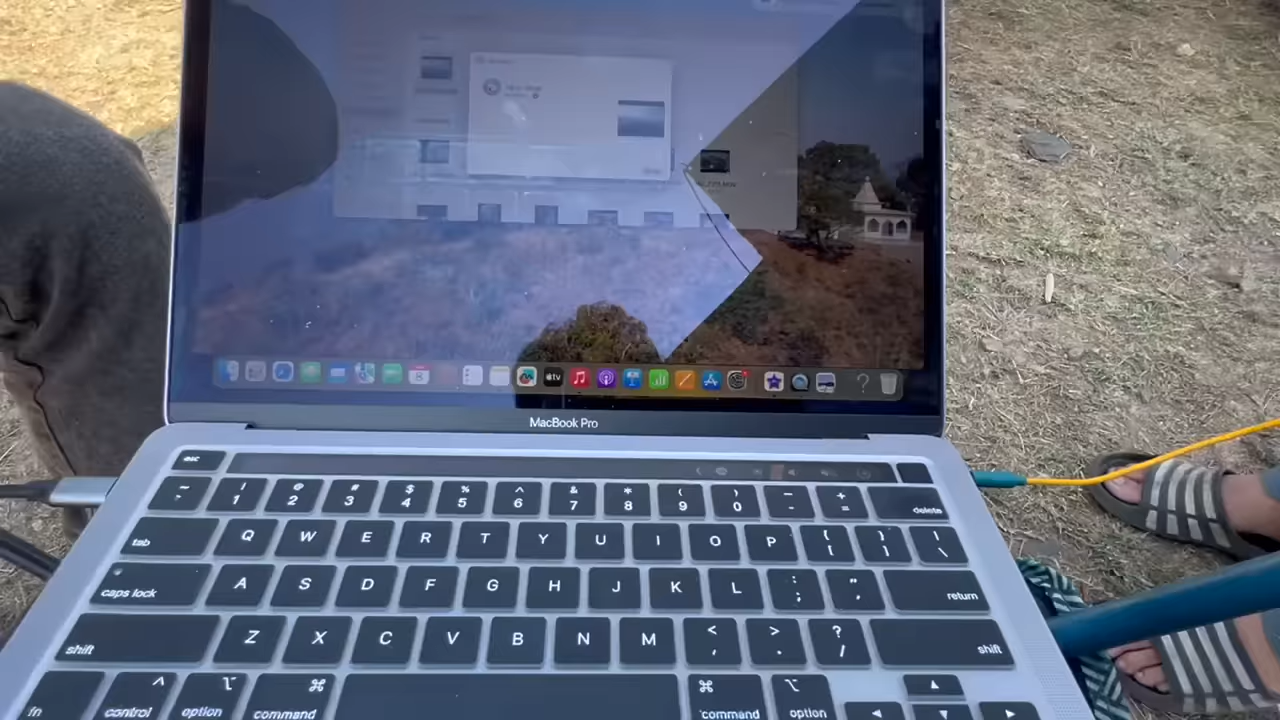 tv
MacBook Pro
esc
~ ! @ # $ % ^ & * ( ) _ +
` 1 2 3 4 5 6 7 8 9 0 - = delete
tab Q W E R T Y U I O P { [ } ] | \
caps lock A S D F G H J K L : ; " ' return
shift Z X C V B N M < , > . ? / shift
fn control option command command option